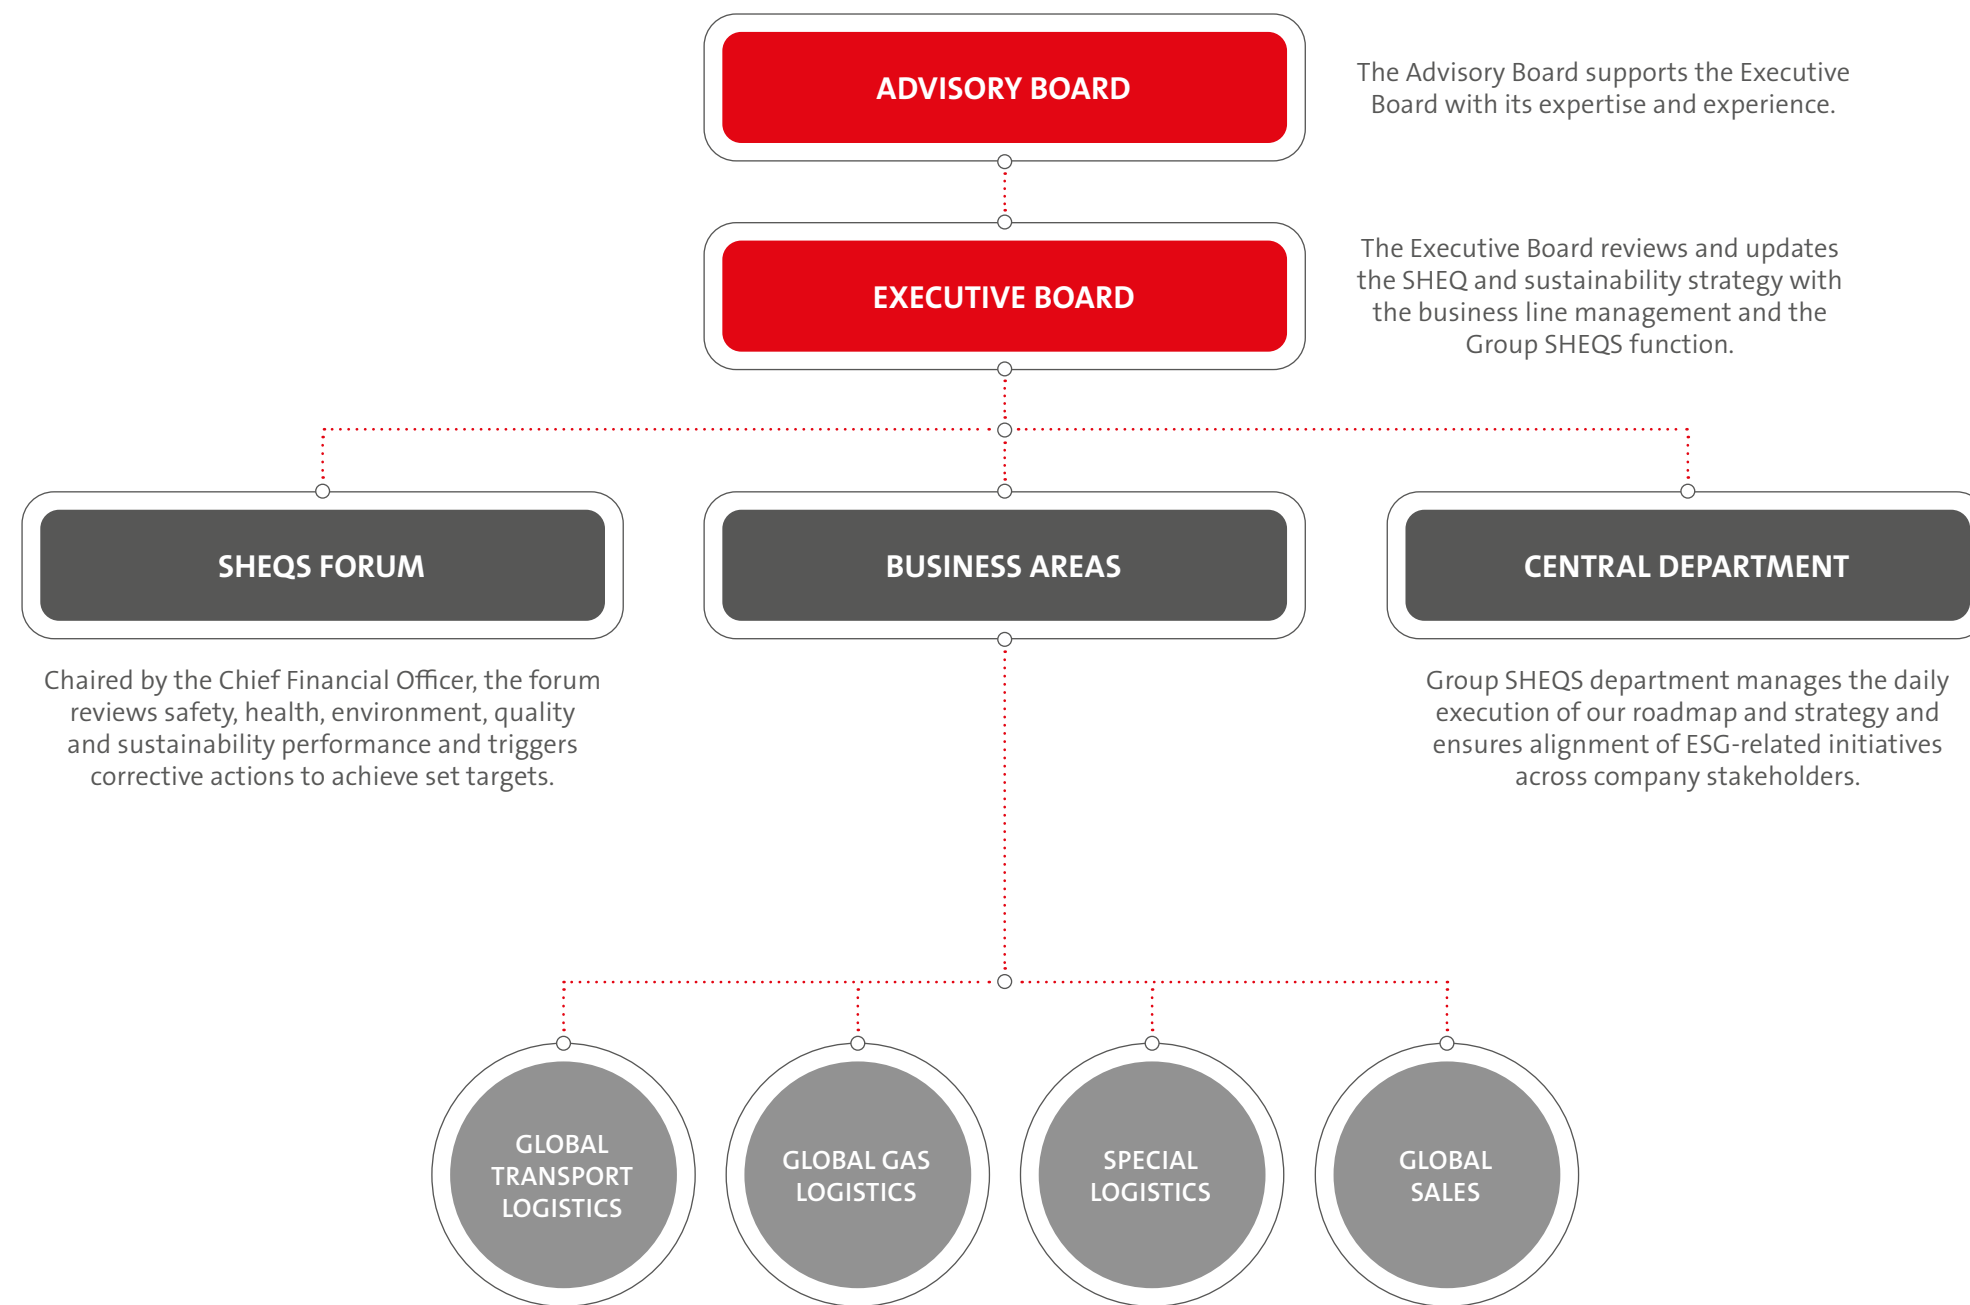 ADVISORY BOARD
The Advisory Board supports the Executive
Board with its expertise and experience.
EXECUTIVE BOARD
The Executive Board reviews and updates
the SHEQ and sustainability strategy with
the business line management and the
Group SHEQS function.
SHEQS FORUM
Chaired by the Chief Financial Officer, the forum
reviews safety, health, environment, quality
and sustainability performance and triggers
corrective actions to achieve set targets.
BUSINESS AREAS
CENTRAL DEPARTMENT
Group SHEQS department manages the daily
execution of our roadmap and strategy and
ensures alignment of ESG-related initiatives
across company stakeholders.
GLOBAL
TRANSPORT
LOGISTICS
GLOBAL GAS
LOGISTICS
SPECIAL
LOGISTICS
GLOBAL
SALES